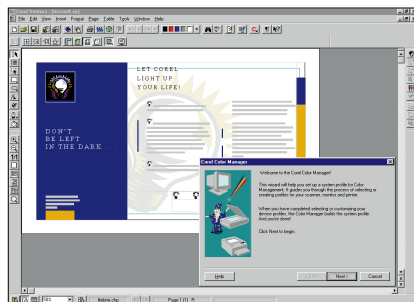 Corel Ventura - [newcorel.vp]
File Edit View Insert Format Page Table Tools Window Help
LET COREL
LIGHT UP
YOUR LIFE!
DON'T
BE LEFT
IN THE DARK . . .
Corel Color Manager
Welcome to the Corel Color Manager!
This wizard will help you set up a system profile for Color
Management. It guides you through the process of selecting or
creating profiles for your scanner, monitor and printer.
When you have completed selecting or customizing your
device profiles, the Color Manager builds the system profile.
And you're done!
Click Next to begin.
Help
< Back
Next >
Cancel
Page 1 (1) R